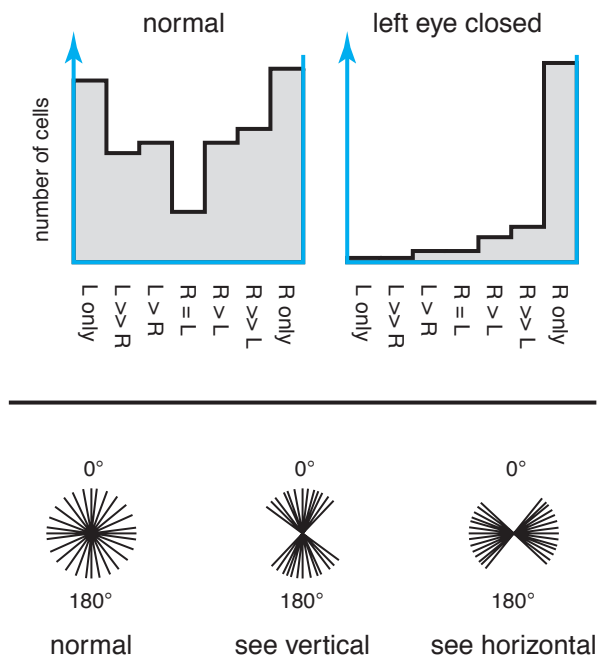 normal
left eye closed
number of cells
L only
L >> R
L > R
R = L
R > L
R >> L
R only
L only
L >> R
L > R
R = L
R > L
R >> L
R only
0°
0°
0°
180°
180°
180°
normal
see vertical
see horizontal